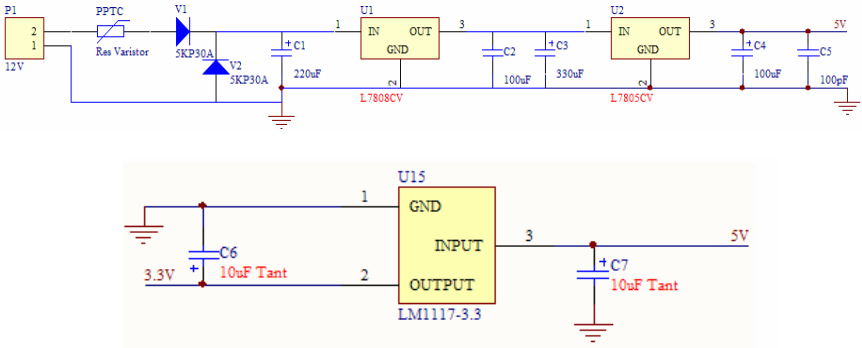 P1
2
1
12V
PPTC
Res Varistor
V1
5KP30A
V2
5KP30A
C1
220uF
1
U1
IN
OUT
GND
3
2
L7808CV
C2
100uF
C3
330uF
1
U2
IN
OUT
GND
3
2
L7805CV
C4
100uF
C5
100pF
5V
U15
1
GND
INPUT
3
5V
C6
10uF Tant
3.3V
2
OUTPUT
LM1117-3.3
C7
10uF Tant